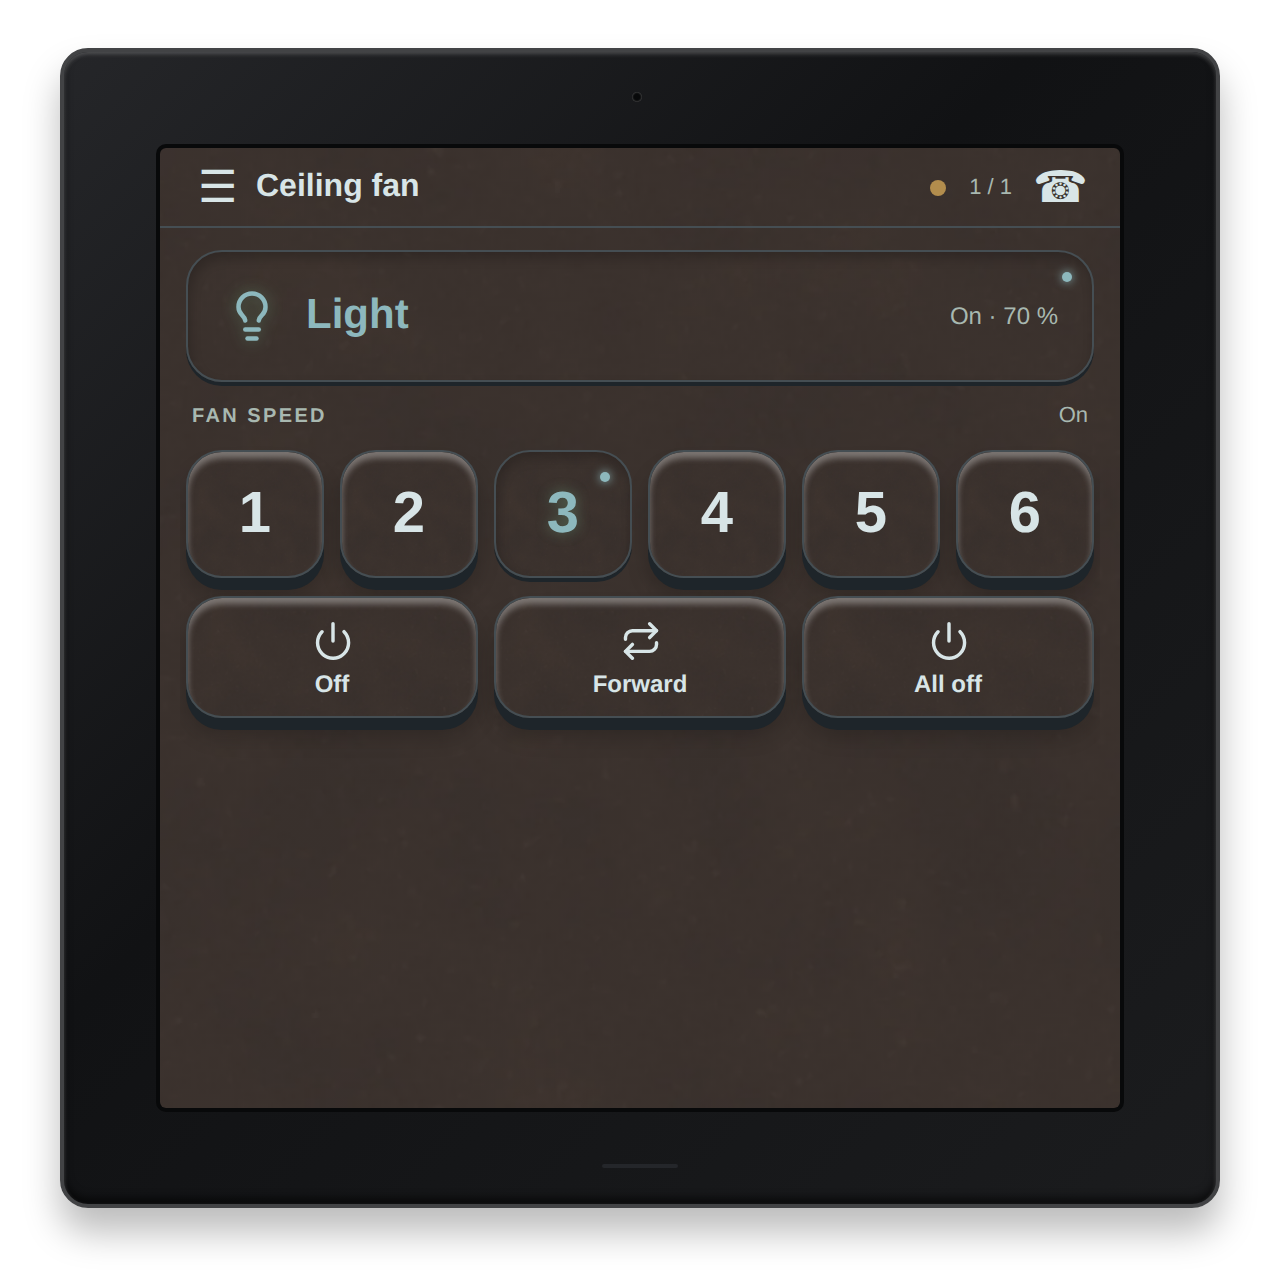 Ceiling fan
1 / 1
Light
On · 70 %
FAN SPEED
On
1 2 3 4 5 6
Off
Forward
All off